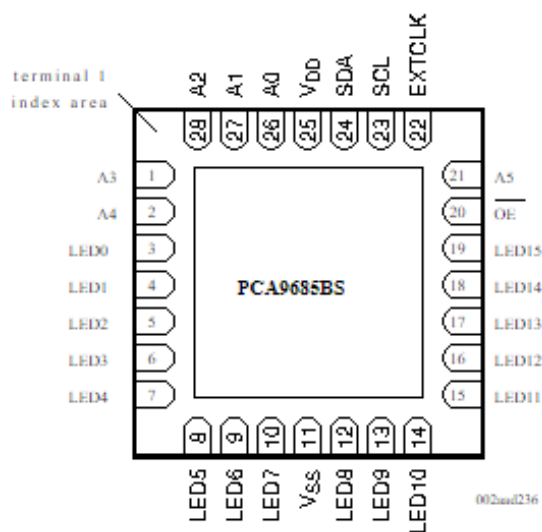 terminal 1
index area
A2
A1
A0
VDD
SDA
SCL
EXTCLK
28
27
26
25
24
23
22
A3 1
A4 2
LED0 3
LED1 4
LED2 5
LED3 6
LED4 7
PCA9685BS
21 A5
20 OE
19 LED15
18 LED14
17 LED13
16 LED12
15 LED11
8
9
10
11
12
13
14
LED5
LED6
LED7
VSS
LED8
LED9
LED10
002aad236